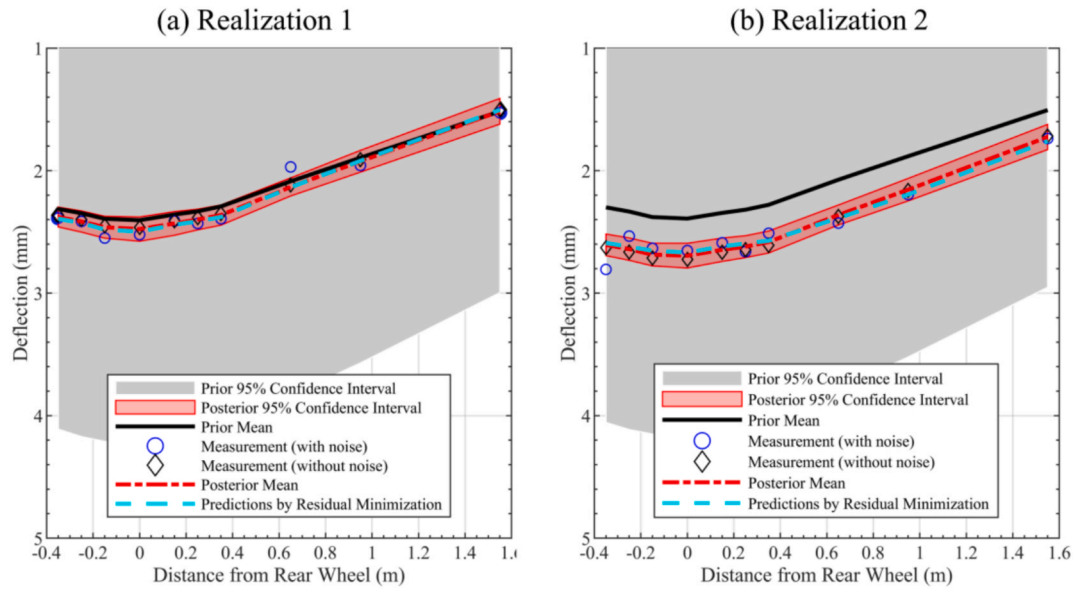 (a) Realization 1
Deflection (mm)
1
2
3
4
5
Prior 95% Confidence Interval
Posterior 95% Confidence Interval
Prior Mean
Measurement (with noise)
Measurement (without noise)
Posterior Mean
Predictions by Residual Minimization
-0.4 -0.2 0 0.2 0.4 0.6 0.8 1 1.2 1.4 1.6
Distance from Rear Wheel (m)
(b) Realization 2
Deflection (mm)
1
2
3
4
5
Prior 95% Confidence Interval
Posterior 95% Confidence Interval
Prior Mean
Measurement (with noise)
Measurement (without noise)
Posterior Mean
Predictions by Residual Minimization
-0.4 -0.2 0 0.2 0.4 0.6 0.8 1.0 1.2 1.4 1.6
Distance from Rear Wheel (m)